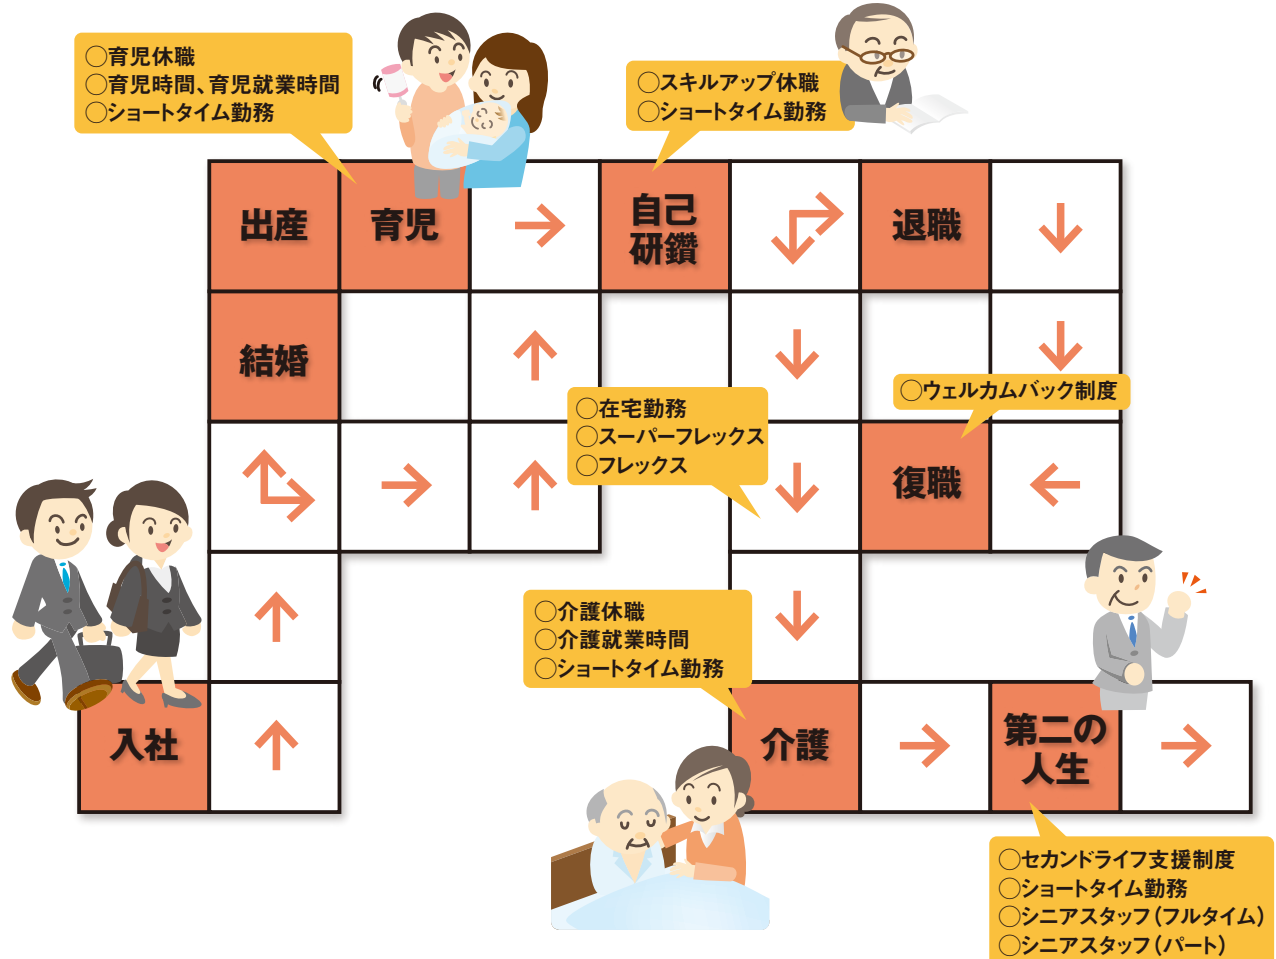 ○育児休職
○育児時間、育児就業時間
○ショートタイム勤務
○スキルアップ休職
○ショートタイム勤務
出産
育児
自己
研鑽
退職
結婚
○ウェルカムバック制度
○在宅勤務
○スーパーフレックス
○フレックス
復職
○介護休職
○介護就業時間
○ショートタイム勤務
入社
介護
第二の
人生
○セカンドライフ支援制度
○ショートタイム勤務
○シニアスタッフ(フルタイム)
○シニアスタッフ(パート)